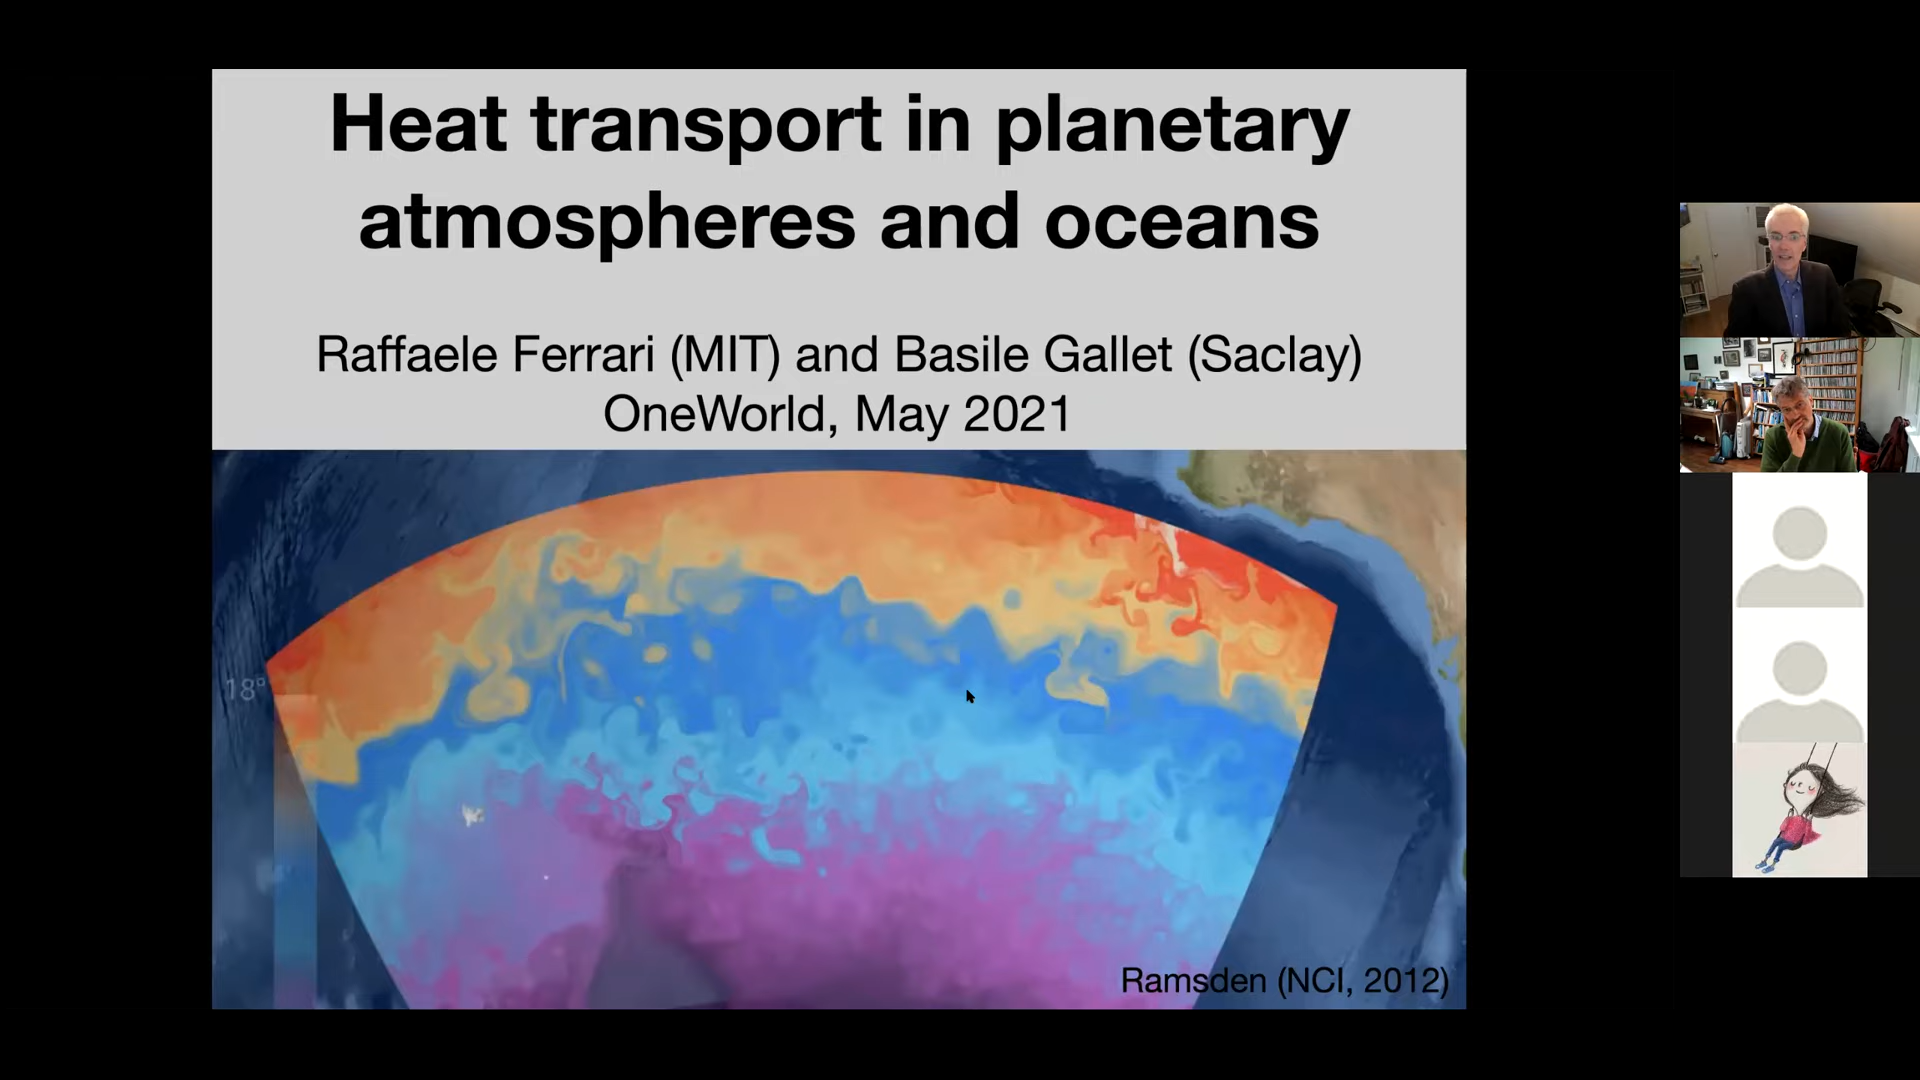 Heat transport in planetary
atmospheres and oceans
Raffaele Ferrari (MIT) and Basile Gallet (Saclay)
OneWorld, May 2021
18°
Ramsden (NCI, 2012)